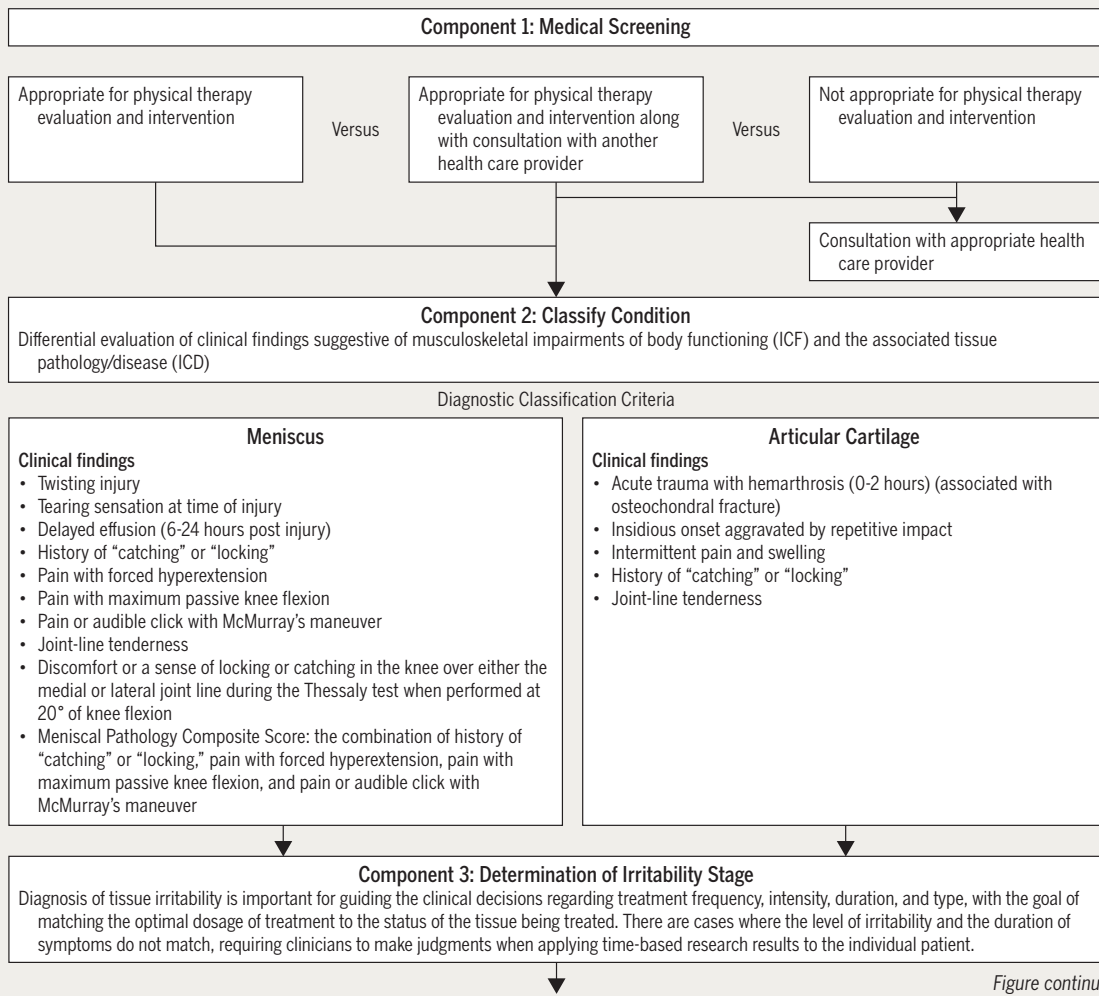 Component 1: Medical Screening
Appropriate for physical therapy
evaluation and intervention
Versus
Appropriate for physical therapy
evaluation and intervention along
with consultation with another
health care provider
Versus
Not appropriate for physical therapy
evaluation and intervention
Consultation with appropriate health
care provider
Component 2: Classify Condition
Differential evaluation of clinical findings suggestive of musculoskeletal impairments of body functioning (ICF) and the associated tissue
pathology/disease (ICD)
Diagnostic Classification Criteria
Meniscus
Clinical findings
• Twisting injury
• Tearing sensation at time of injury
• Delayed effusion (6-24 hours post injury)
• History of “catching” or “locking”
• Pain with forced hyperextension
• Pain with maximum passive knee flexion
• Pain or audible click with McMurray’s maneuver
• Joint-line tenderness
• Discomfort or a sense of locking or catching in the knee over either the
medial or lateral joint line during the Thessaly test when performed at
20° of knee flexion
• Meniscal Pathology Composite Score: the combination of history of
“catching” or “locking,” pain with forced hyperextension, pain with
maximum passive knee flexion, and pain or audible click with
McMurray’s maneuver
Articular Cartilage
Clinical findings
• Acute trauma with hemarthrosis (0-2 hours) (associated with
osteochondral fracture)
• Insidious onset aggravated by repetitive impact
• Intermittent pain and swelling
• History of “catching” or “locking”
• Joint-line tenderness
Component 3: Determination of Irritability Stage
Diagnosis of tissue irritability is important for guiding the clinical decisions regarding treatment frequency, intensity, duration, and type, with the goal of
matching the optimal dosage of treatment to the status of the tissue being treated. There are cases where the level of irritability and the duration of
symptoms do not match, requiring clinicians to make judgments when applying time-based research results to the individual patient.
Figure continu